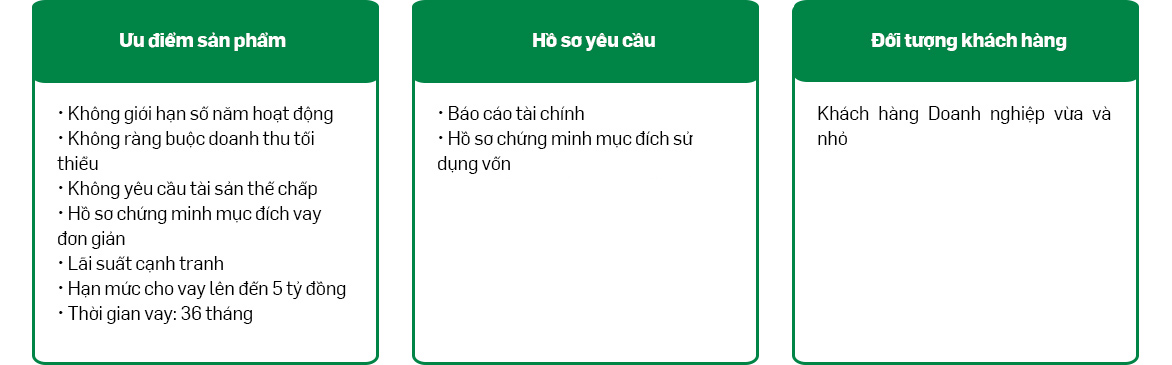 Ưu điểm sản phẩm
• Không giới hạn số năm hoạt động
• Không ràng buộc doanh thu tối
thiểu
• Không yêu cầu tài sản thế chấp
• Hồ sơ chứng minh mục đích vay
đơn giản
• Lãi suất cạnh tranh
• Hạn mức cho vay lên đến 5 tỷ đồng
• Thời gian vay: 36 tháng
Hồ sơ yêu cầu
• Báo cáo tài chính
• Hồ sơ chứng minh mục đích sử
dụng vốn
Đối tượng khách hàng
Khách hàng Doanh nghiệp vừa và
nhỏ